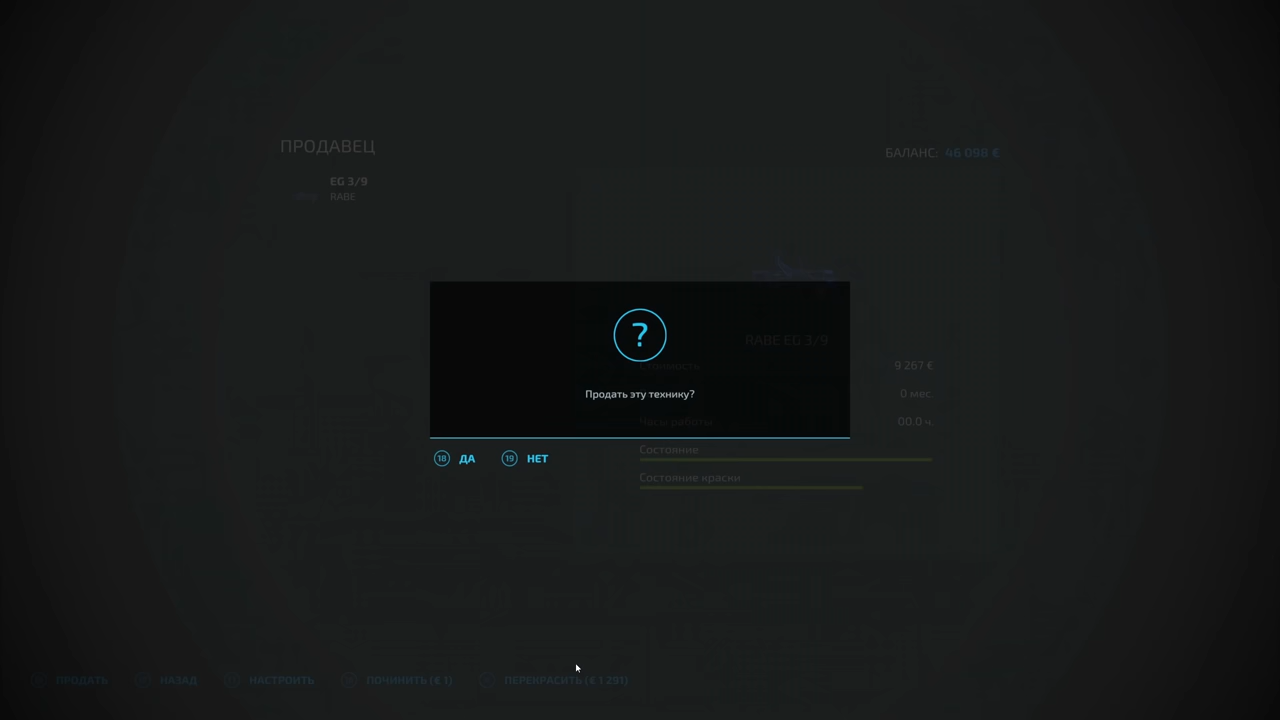 ПРОДАВЕЦ
БАЛАНС: 46 098 €
EG 3/9
RABE
?
RABE EG 3/9
Стоимость 9 267 €
Продать эту технику?
0 мес.
Часы работы 00.0 ч.
Состояние
18 ДА 19 НЕТ
Состояние краски
ПРОДАТЬ НАЗАД НАСТРОИТЬ ПОЧИНИТЬ (€ 1) ПЕРЕКРАСИТЬ (€ 1 291)